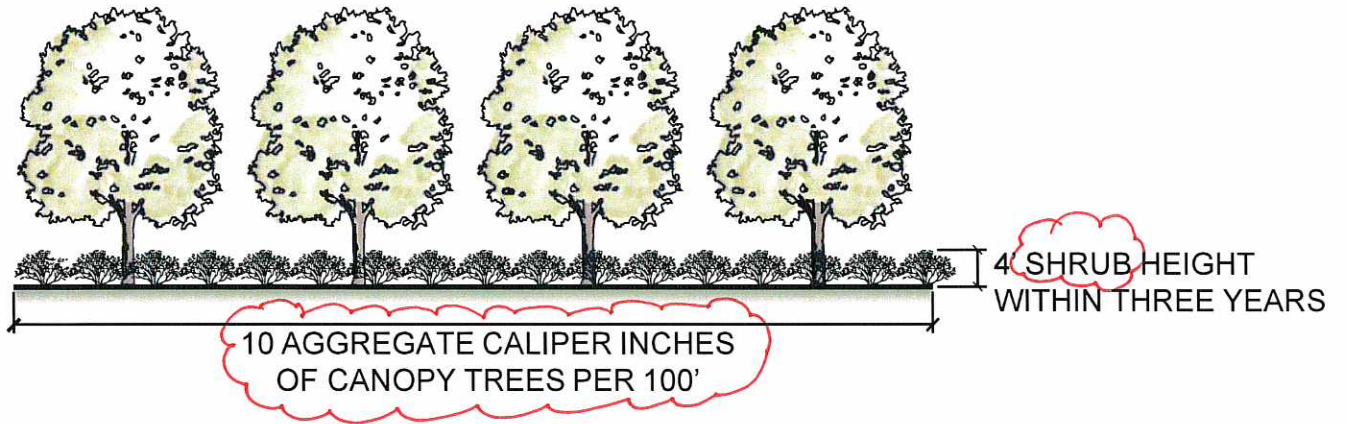 4' SHRUB HEIGHT
WITHIN THREE YEARS
10 AGGREGATE CALIPER INCHES
OF CANOPY TREES PER 100'